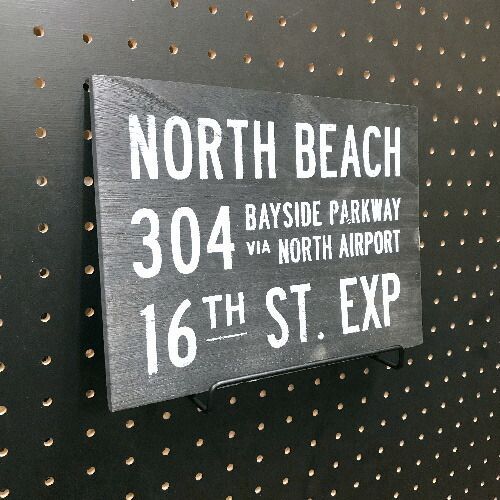 NORTH BEACH
304 BAYSIDE PARKWAY
VIA NORTH AIRPORT
16TH ST. EXP